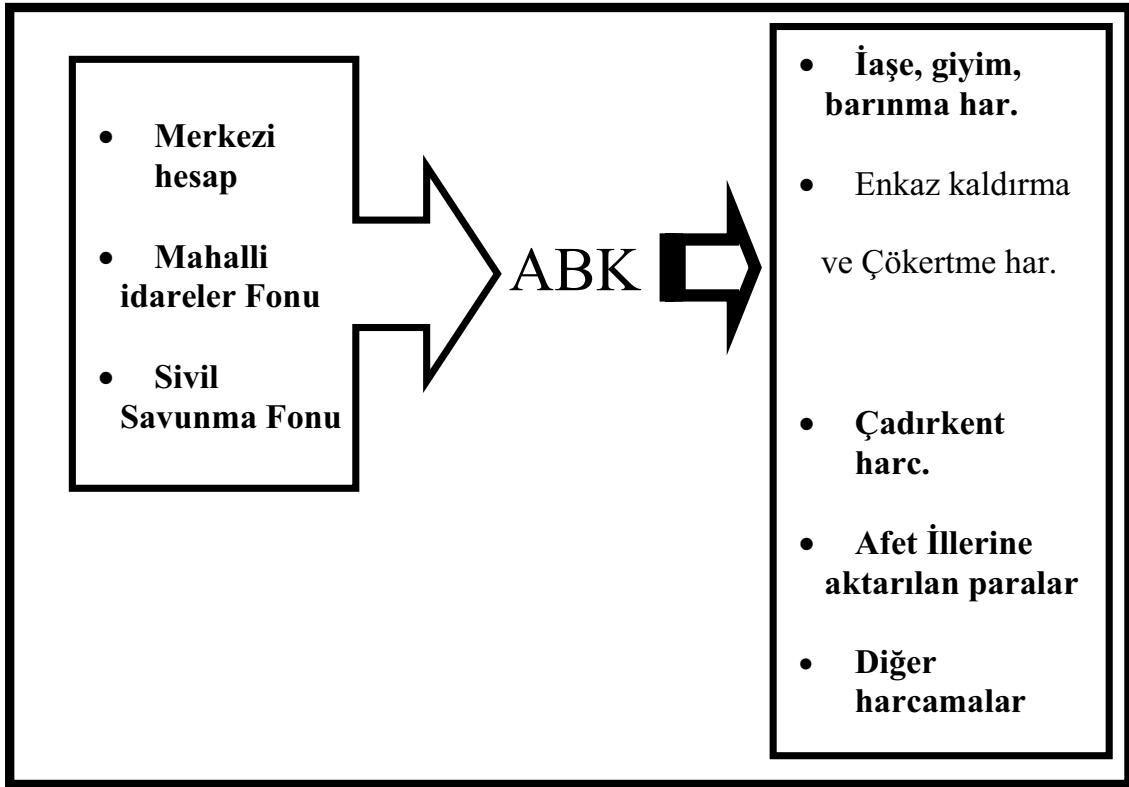 • Merkezi
hesap
• Mahalli
idareler Fonu
• Sivil
Savunma Fonu
ABK
• İaşe, giyim,
barınma har.
• Enkaz kaldırma
ve Çökertme har.
• Çadırkent
harc.
• Afet İllerine
aktarılan paralar
• Diğer
harcamalar